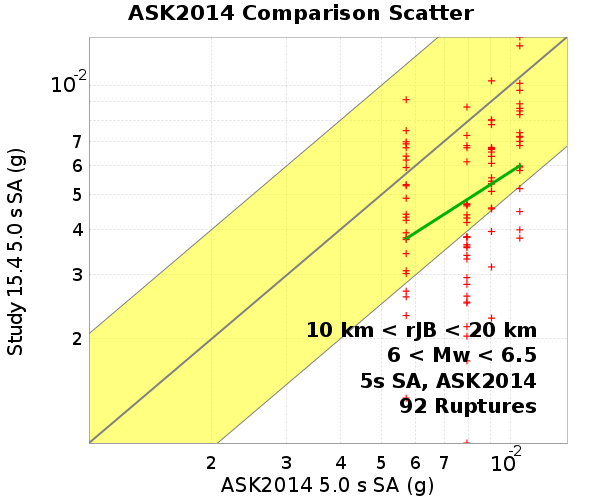 ASK2014 Comparison Scatter
Study 15.4 5.0 s SA (g)
10⁻²
7
6
5
4
3
2
10 km < rJB < 20 km
6 < Mw < 6.5
5s SA, ASK2014
92 Ruptures
2 3 4 5 6 7 10⁻²
ASK2014 5.0 s SA (g)